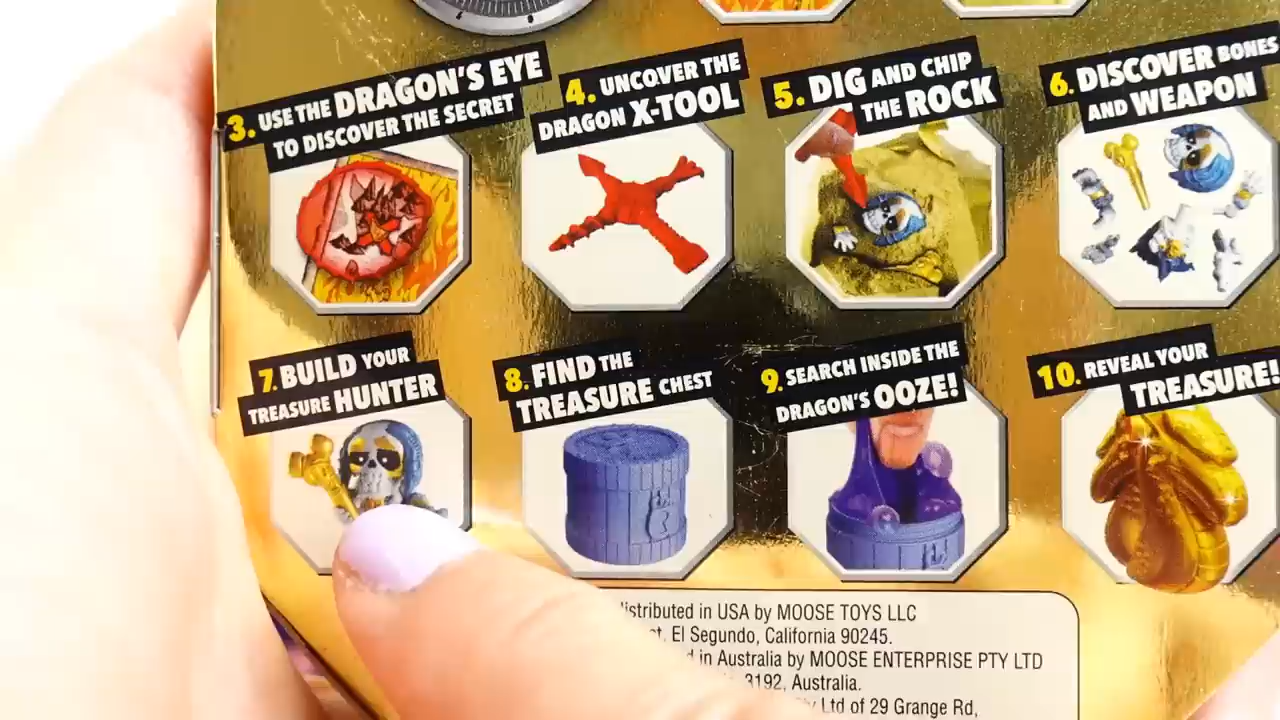 3. USE THE DRAGON'S EYE
TO DISCOVER THE SECRET
4. UNCOVER THE
DRAGON X-TOOL
5. DIG AND CHIP
THE ROCK
6. DISCOVER BONES
AND WEAPON
7. BUILD YOUR
TREASURE HUNTER
8. FIND THE
TREASURE CHEST
9. SEARCH INSIDE THE
DRAGON'S OOZE!
10. REVEAL YOUR
TREASURE!
in USA by MOOSE TOYS LLC
El Segundo, California 90245.
in Australia by MOOSE ENTERPRISE PTY LTD
3192, Australia.
Ltd of 29 Grange Rd,